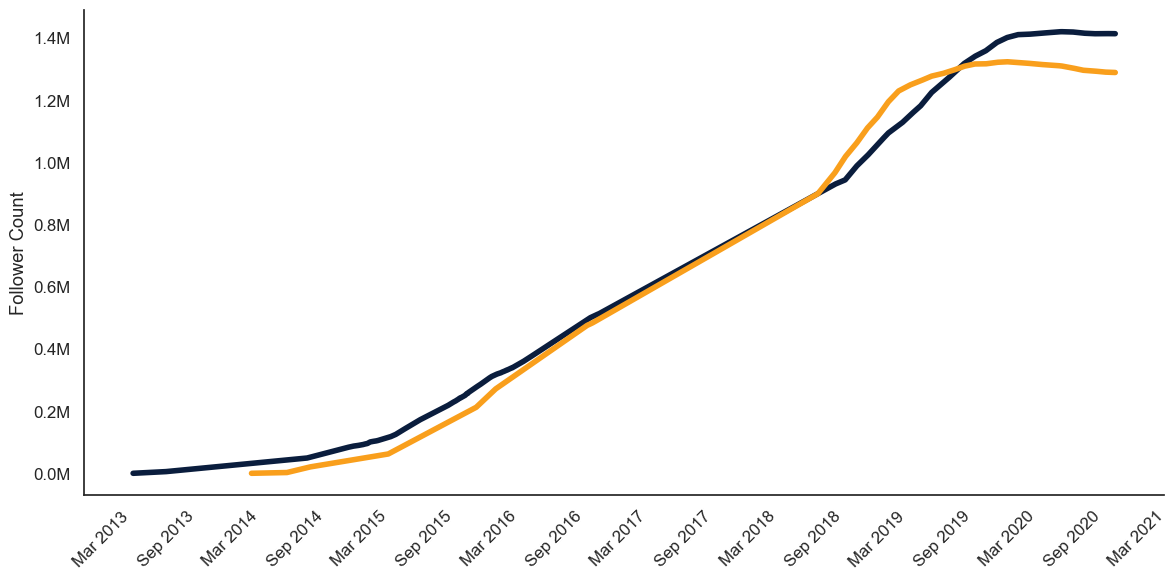 1.4M
1.2M
1.0M
0.8M
0.6M
0.4M
0.2M
0.0M
Follower Count
Mar 2013
Sep 2013
Mar 2014
Sep 2014
Mar 2015
Sep 2015
Mar 2016
Sep 2016
Mar 2017
Sep 2017
Mar 2018
Sep 2018
Mar 2019
Sep 2019
Mar 2020
Sep 2020
Mar 2021